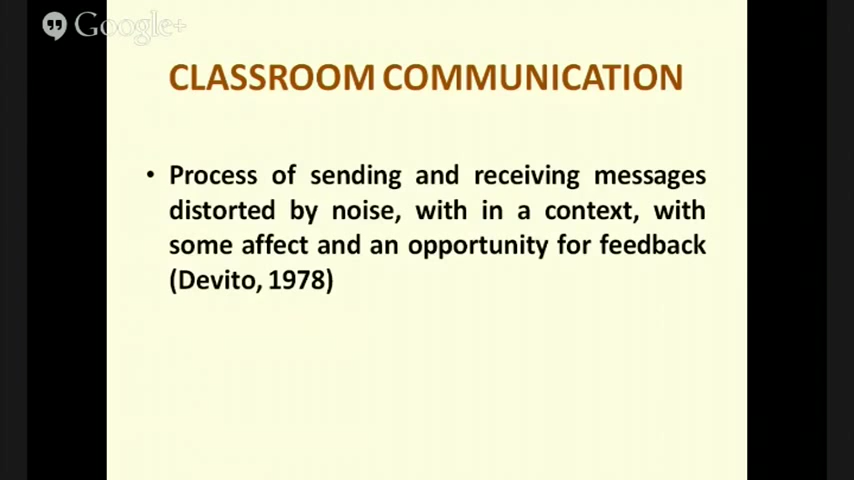 Google+
CLASSROOM COMMUNICATION
• Process of sending and receiving messages
distorted by noise, with in a context, with
some affect and an opportunity for feedback
(Devito, 1978)